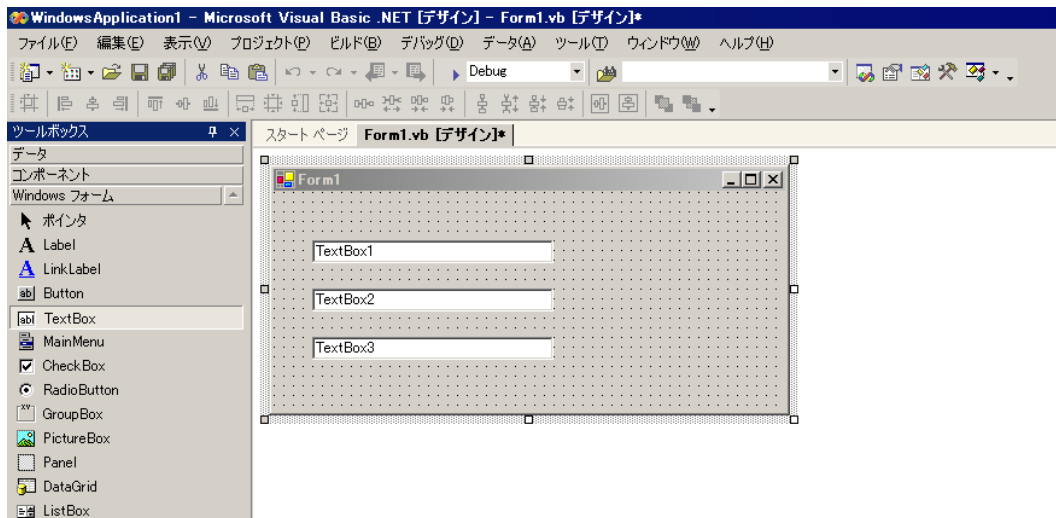 WindowsApplication1 - Microsoft Visual Basic .NET [デザイン] - Form1.vb [デザイン]*
ファイル(F) 編集(E) 表示(V) プロジェクト(P) ビルド(B) デバッグ(D) データ(A) ツール(T) ウィンドウ(W) ヘルプ(H)
Debug
ツールボックス
スタート ページ Form1.vb [デザイン]*
データ
コンポーネント
Windows フォーム
ポインタ
A Label
A LinkLabel
ab Button
abl TextBox
MainMenu
CheckBox
RadioButton
XY GroupBox
PictureBox
Panel
DataGrid
ListBox
Form1
TextBox1
TextBox2
TextBox3